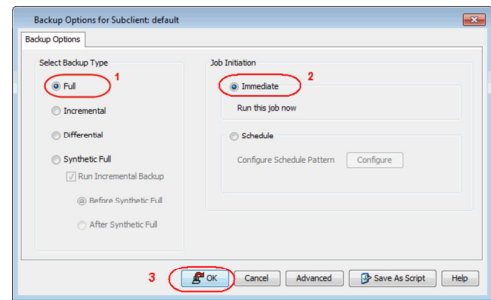 Backup Options for Subclient: default
Backup Options
Select Backup Type
1
Full
Incremental
Differential
Synthetic Full
Run Incremental Backup
Before Synthetic Full
After Synthetic Full
Job Initiation
2
Immediate
Run this job now
Schedule
Configure Schedule Pattern
Configure
3
OK
Cancel
Advanced
Save As Script
Help